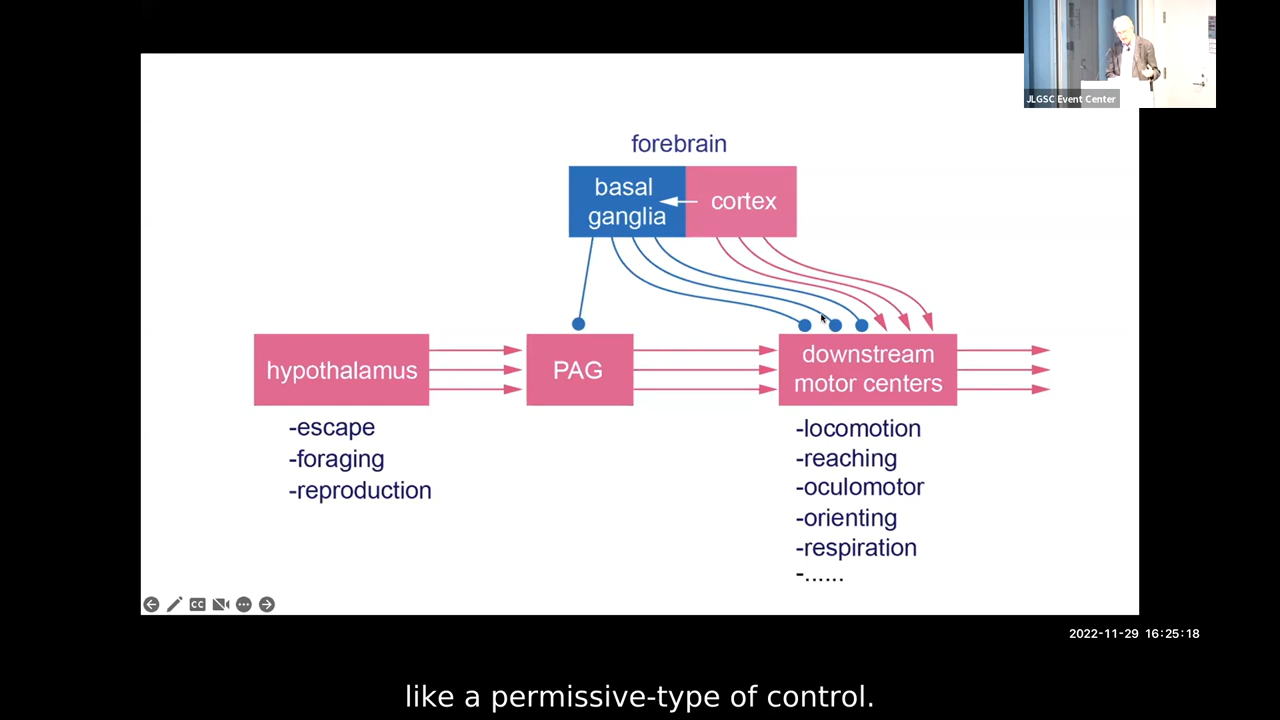 JLGSC Event Center
forebrain
basal
ganglia
cortex
hypothalamus
PAG
downstream
motor centers
-escape
-foraging
-reproduction
-locomotion
-reaching
-oculomotor
-orienting
-respiration
-......
CC
2022-11-29 16:25:18
like a permissive-type of control.